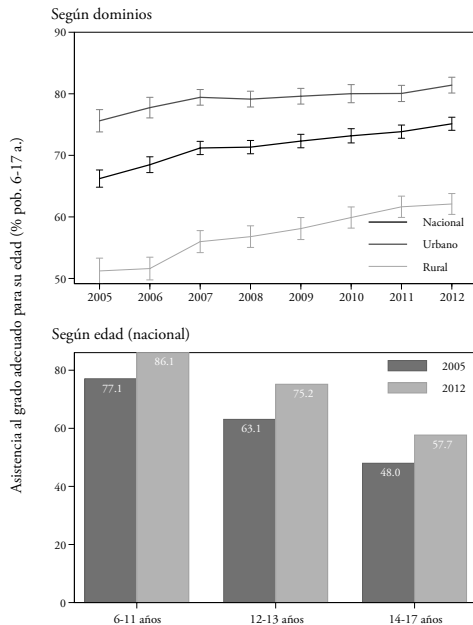 Según dominios
Asistencia al grado adecuado para su edad (% pob. 6-17 a.)
90
80
70
60
50
Nacional
Urbano
Rural
2005 2006 2007 2008 2009 2010 2011 2012
Según edad (nacional)
80
60
40
20
0
2005
2012
77.1
86.1
63.1
75.2
48.0
57.7
6-11 años 12-13 años 14-17 años